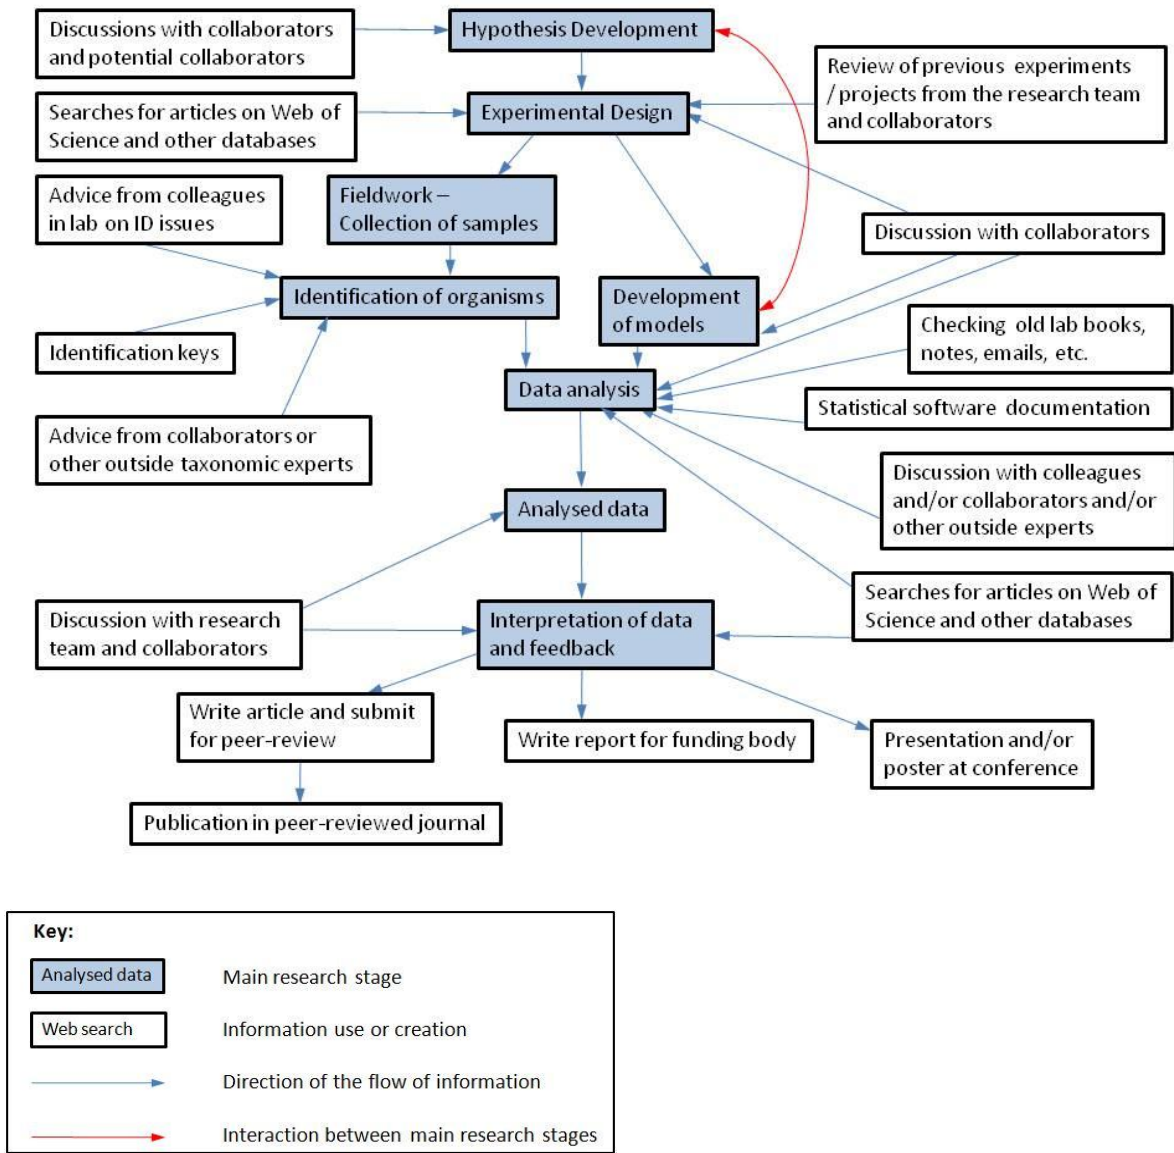 Discussions with collaborators
and potential collaborators
Hypothesis Development
Review of previous experiments
/ projects from the research team
and collaborators
Searches for articles on Web of
Science and other databases
Experimental Design
Advice from colleagues
in lab on ID issues
Fieldwork –
Collection of samples
Discussion with collaborators
Identification of organisms
Development
of models
Identification keys
Checking old lab books,
notes, emails, etc.
Data analysis
Statistical software documentation
Advice from collaborators or
other outside taxonomic experts
Discussion with colleagues
and/or collaborators and/or
other outside experts
Analysed data
Searches for articles on Web of
Science and other databases
Discussion with research
team and collaborators
Interpretation of data
and feedback
Write article and submit
for peer-review
Write report for funding body
Presentation and/or
poster at conference
Publication in peer-reviewed journal
Key:
Analysed data
Main research stage
Web search
Information use or creation
Direction of the flow of information
Interaction between main research stages